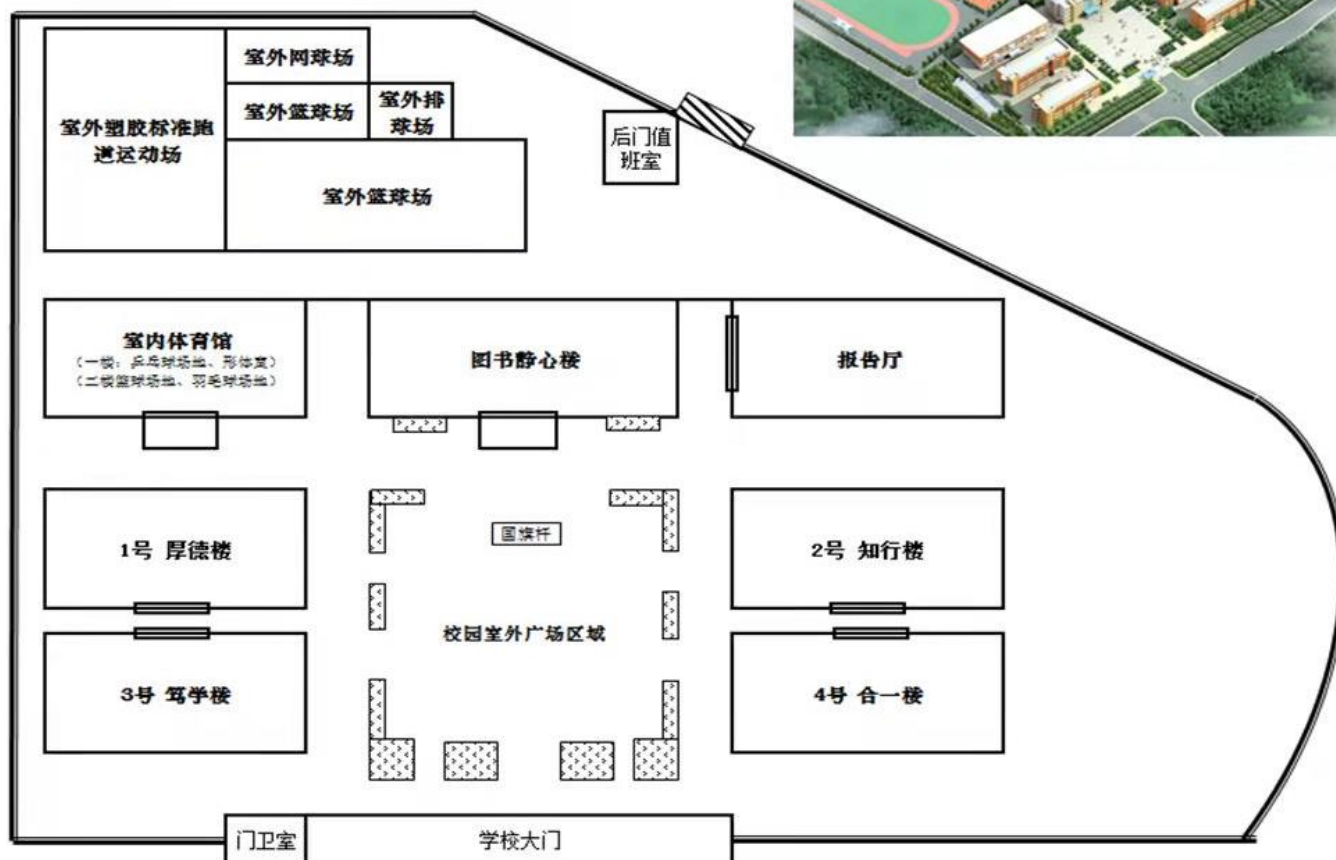 室外网球场
室外塑胶标准跑
道运动场
室外篮球场
室外排
球场
室外篮球场
后门值
班室
室内体育馆
（一楼：乒乓球场地、形体室）
（二楼篮球场地、羽毛球场地）
图书静心楼
报告厅
1号 厚德楼
国旗杆
2号 知行楼
校园室外广场区域
3号 笃学楼
4号 合一楼
门卫室
学校大门